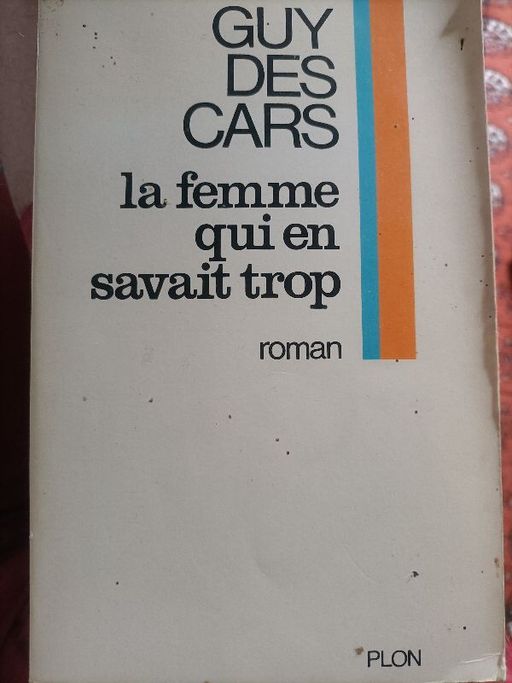 GUY
DES
CARS
la femme
qui en
savait trop
roman
PLON